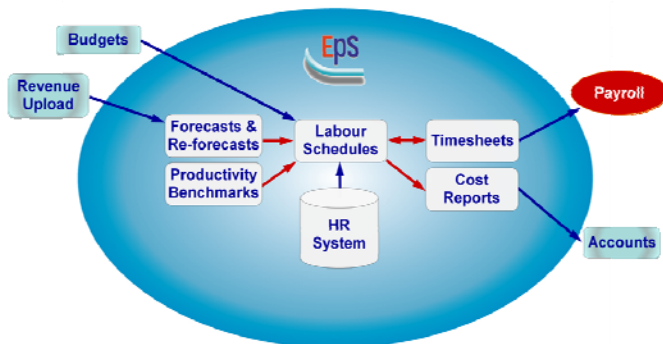 Budgets
EpS
Revenue
Upload
Payroll
Forecasts &
Re-forecasts
Labour
Schedules
Timesheets
Productivity
Benchmarks
Cost
Reports
HR
System
Accounts